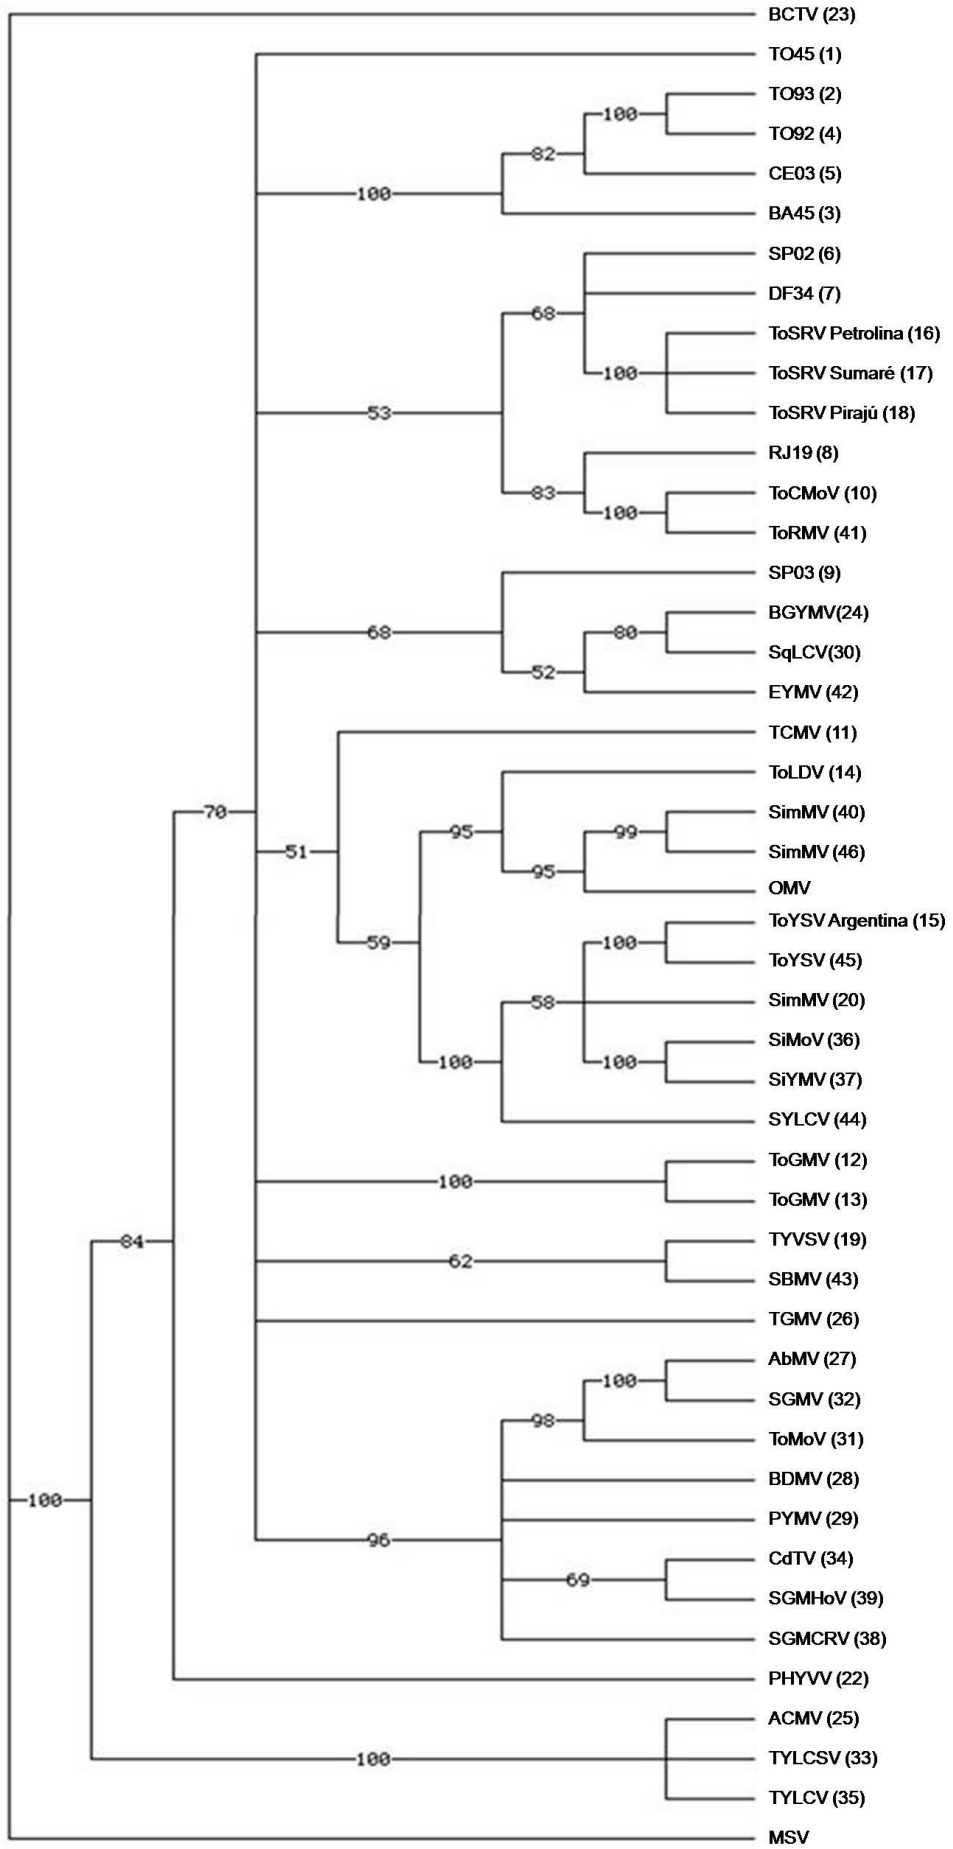 BCTV (23)
TO45 (1)
TO93 (2)
100
TO92 (4)
82
CE03 (5)
100
BA45 (3)
SP02 (6)
DF34 (7)
68
ToSRV Petrolina (16)
100
ToSRV Sumaré (17)
ToSRV Pirajú (18)
53
RJ19 (8)
83
ToCMoV (10)
100
ToRMV (41)
SP03 (9)
BGYMV(24)
68
80
SqLCV(30)
52
EYMV (42)
TCMV (11)
ToLDV (14)
70
SimMV (40)
95
99
51
SimMV (46)
95
OMV
ToYSV Argentina (15)
59
100
ToYSV (45)
58
SimMV (20)
SiMoV (36)
100
100
SiYMV (37)
SYLCV (44)
ToGMV (12)
100
ToGMV (13)
84
TYVSV (19)
62
SBMV (43)
TGMV (26)
AbMV (27)
100
SGMV (32)
98
ToMoV (31)
BDMV (28)
100
PYMV (29)
96
CdTV (34)
69
SGMHoV (39)
SGMCRV (38)
PHYVV (22)
ACMV (25)
100
TYLCSV (33)
TYLCV (35)
MSV